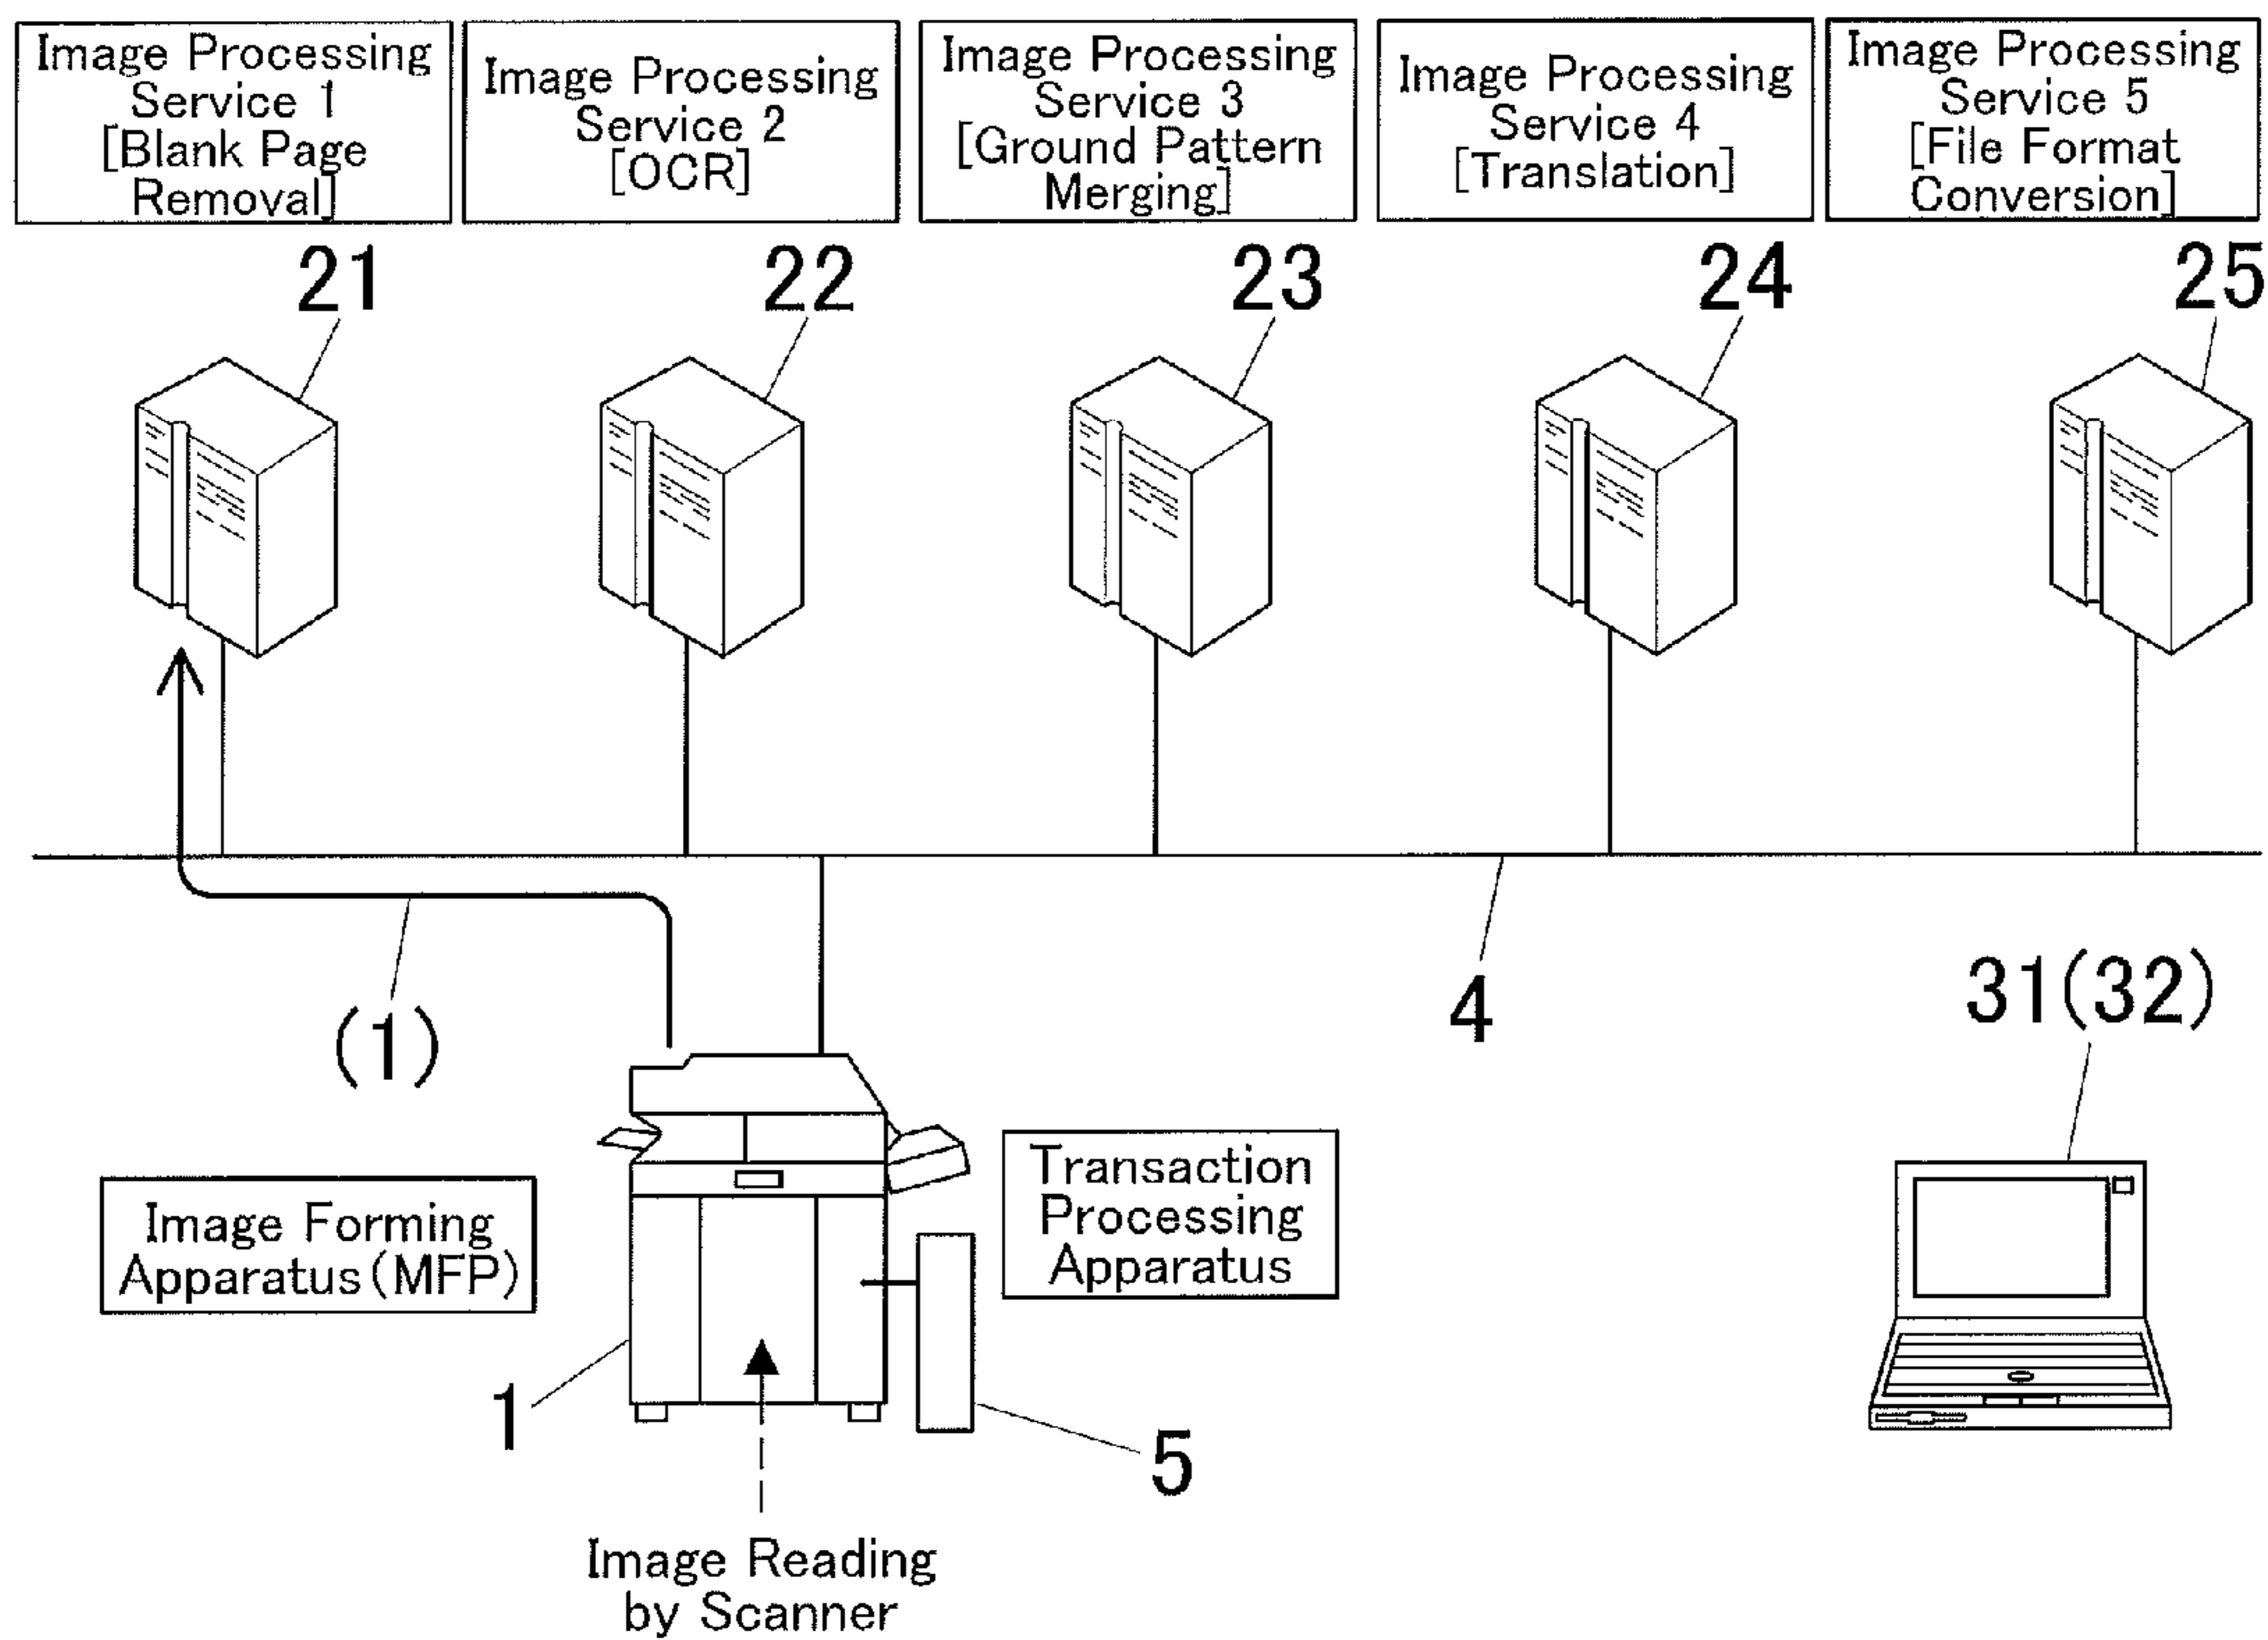 Image Processing
Service 1
[Blank Page
Removal]
Image Processing
Service 2
[OCR]
Image Processing
Service 3
[Ground Pattern
Merging]
Image Processing
Service 4
[Translation]
Image Processing
Service 5
[File Format
Conversion]
21
22
23
24
25
(1)
4
31(32)
Image Forming
Apparatus(MFP)
Transaction
Processing
Apparatus
1
5
Image Reading
by Scanner